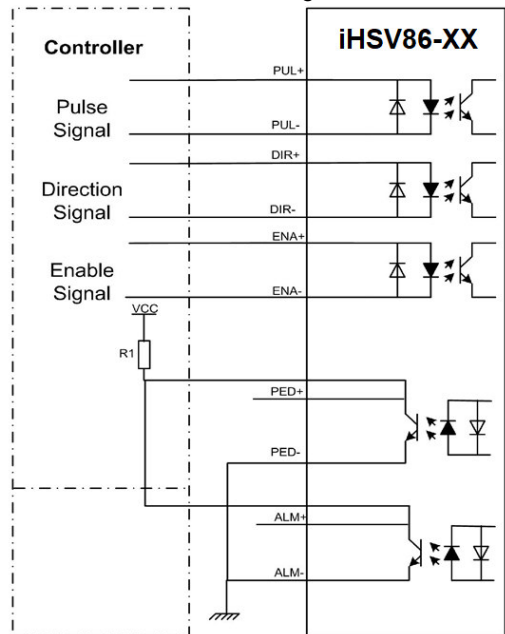 Controller
iHSV86-XX
PUL+
Pulse
Signal
PUL-
DIR+
Direction
Signal
DIR-
ENA+
Enable
Signal
ENA-
VCC
R1
PED+
PED-
ALM+
ALM-